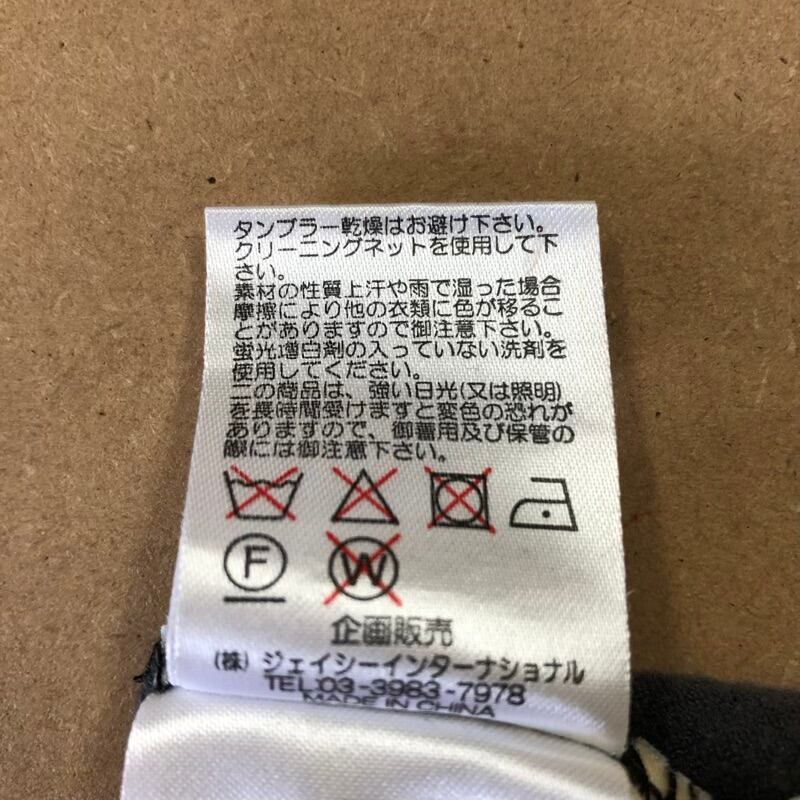 タンブラー乾燥はお避け下さい。
クリーニングネットを使用して下
さい。
素材の性質上汗や雨で湿った場合
摩擦により他の衣類に色が移るこ
とがありますので御注意下さい。
蛍光増白剤の入っていない洗剤を
使用してください。
この商品は、強い日光(又は照明)
を長時間受けますと変色の恐れが
ありますので、御着用及び保管の
際には御注意下さい。
F W
企画販売
(株) ジェイシーインターナショナル
TEL:03-3983-7978
MADE IN CHINA